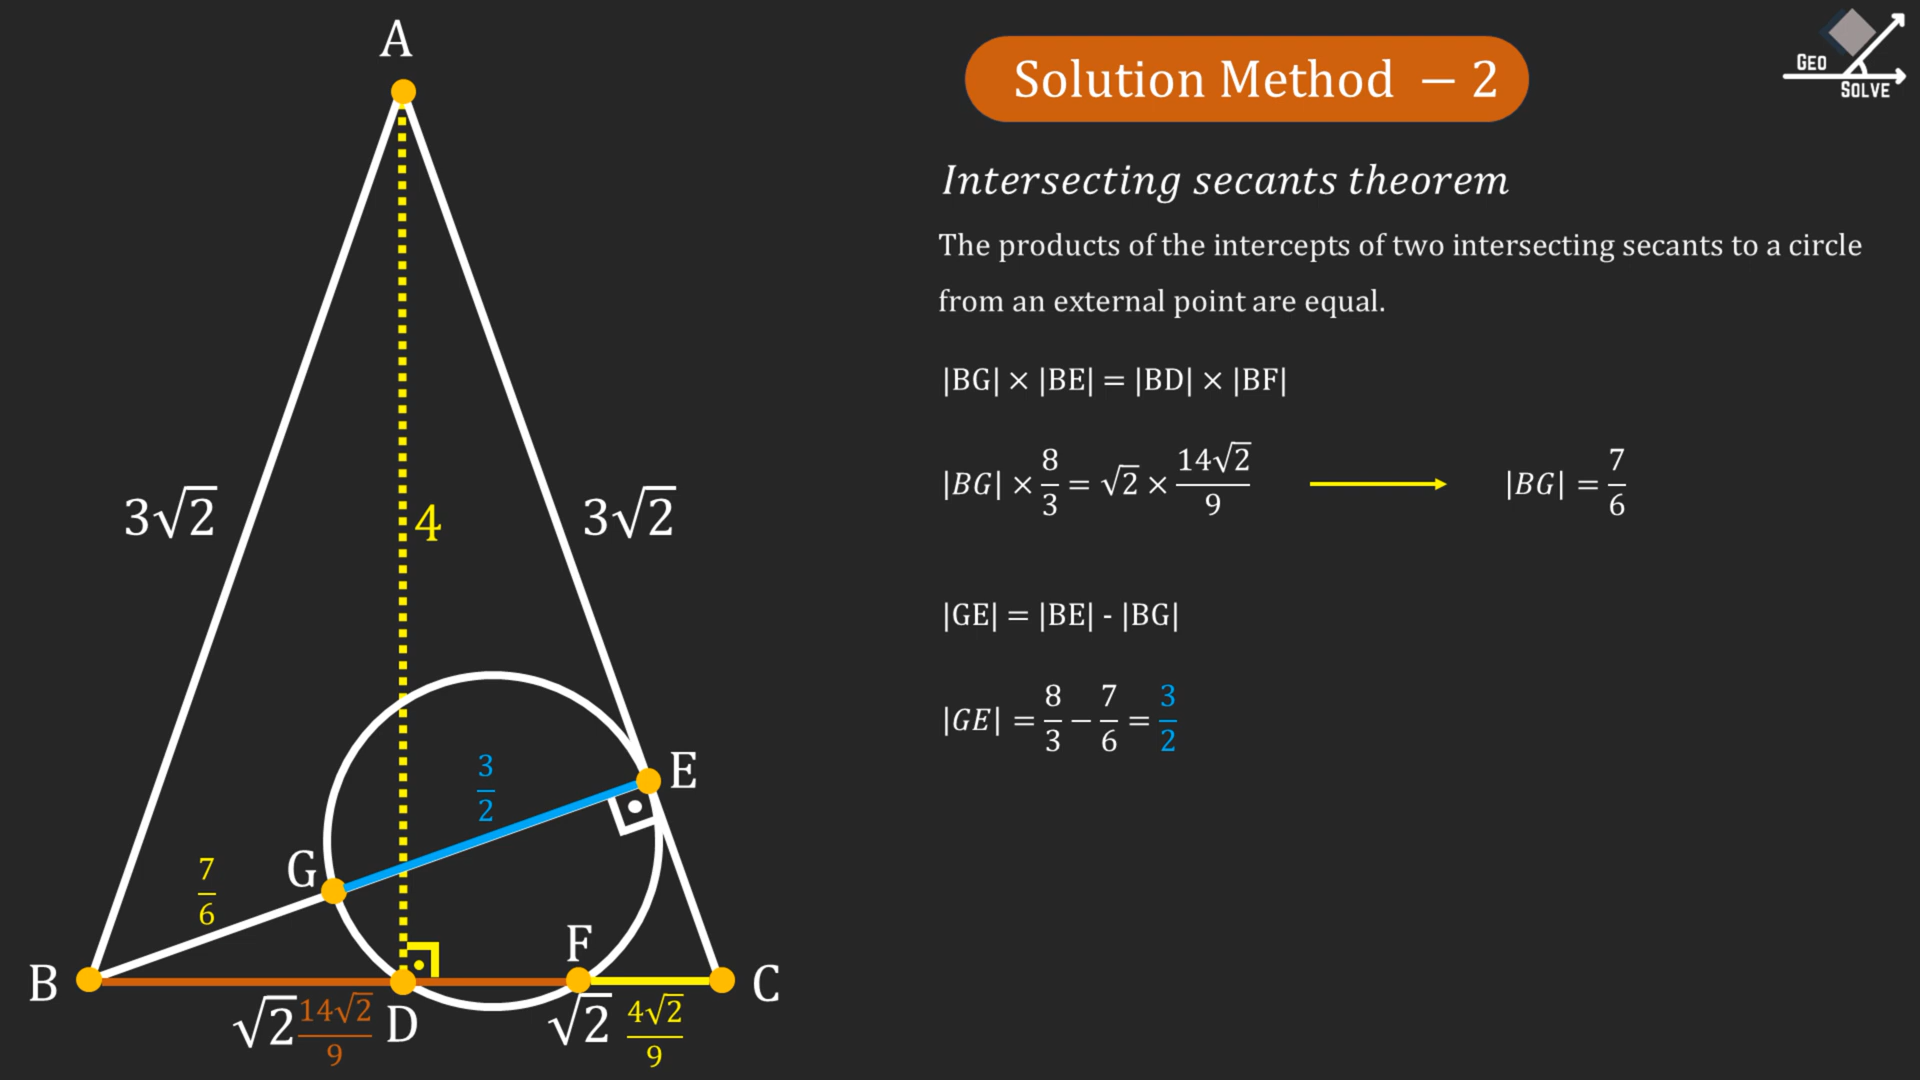 A
Solution Method – 2
GEO
SOLVE
Intersecting secants theorem
The products of the intercepts of two intersecting secants to a circle
from an external point are equal.
|BG| × |BE| = |BD| × |BF|
|BG| × 8/3 = √2 × 14√2/9 |BG| = 7/6
3√2
4
3√2
|GE| = |BE| - |BG|
|GE| = 8/3 − 7/6 = 3/2
E
3/2
G
7/6
F
B
C
√2
14√2/9
D
√2
4√2/9